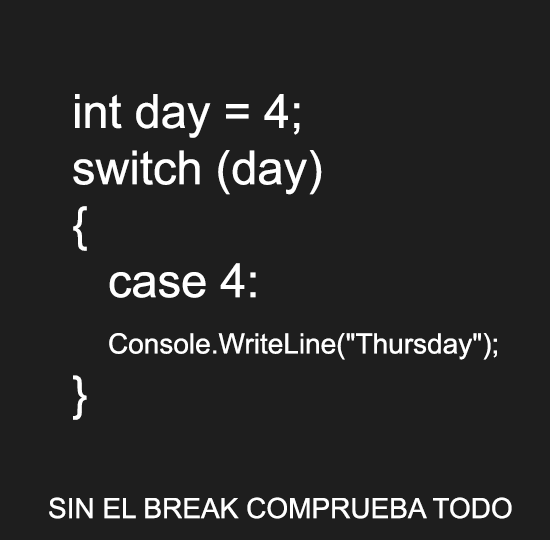 int day = 4;
switch (day)
{
case 4:
Console.WriteLine("Thursday");
}
SIN EL BREAK COMPRUEBA TODO